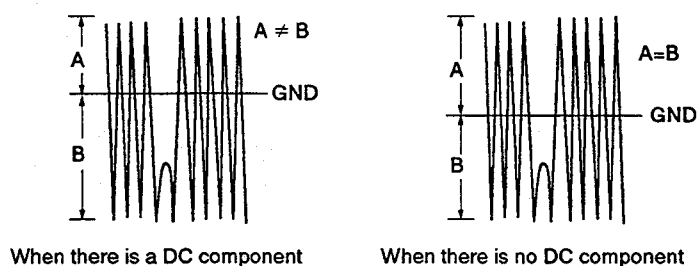 A
B
A ≠ B
GND
When there is a DC component
A
B
A=B
GND
When there is no DC component